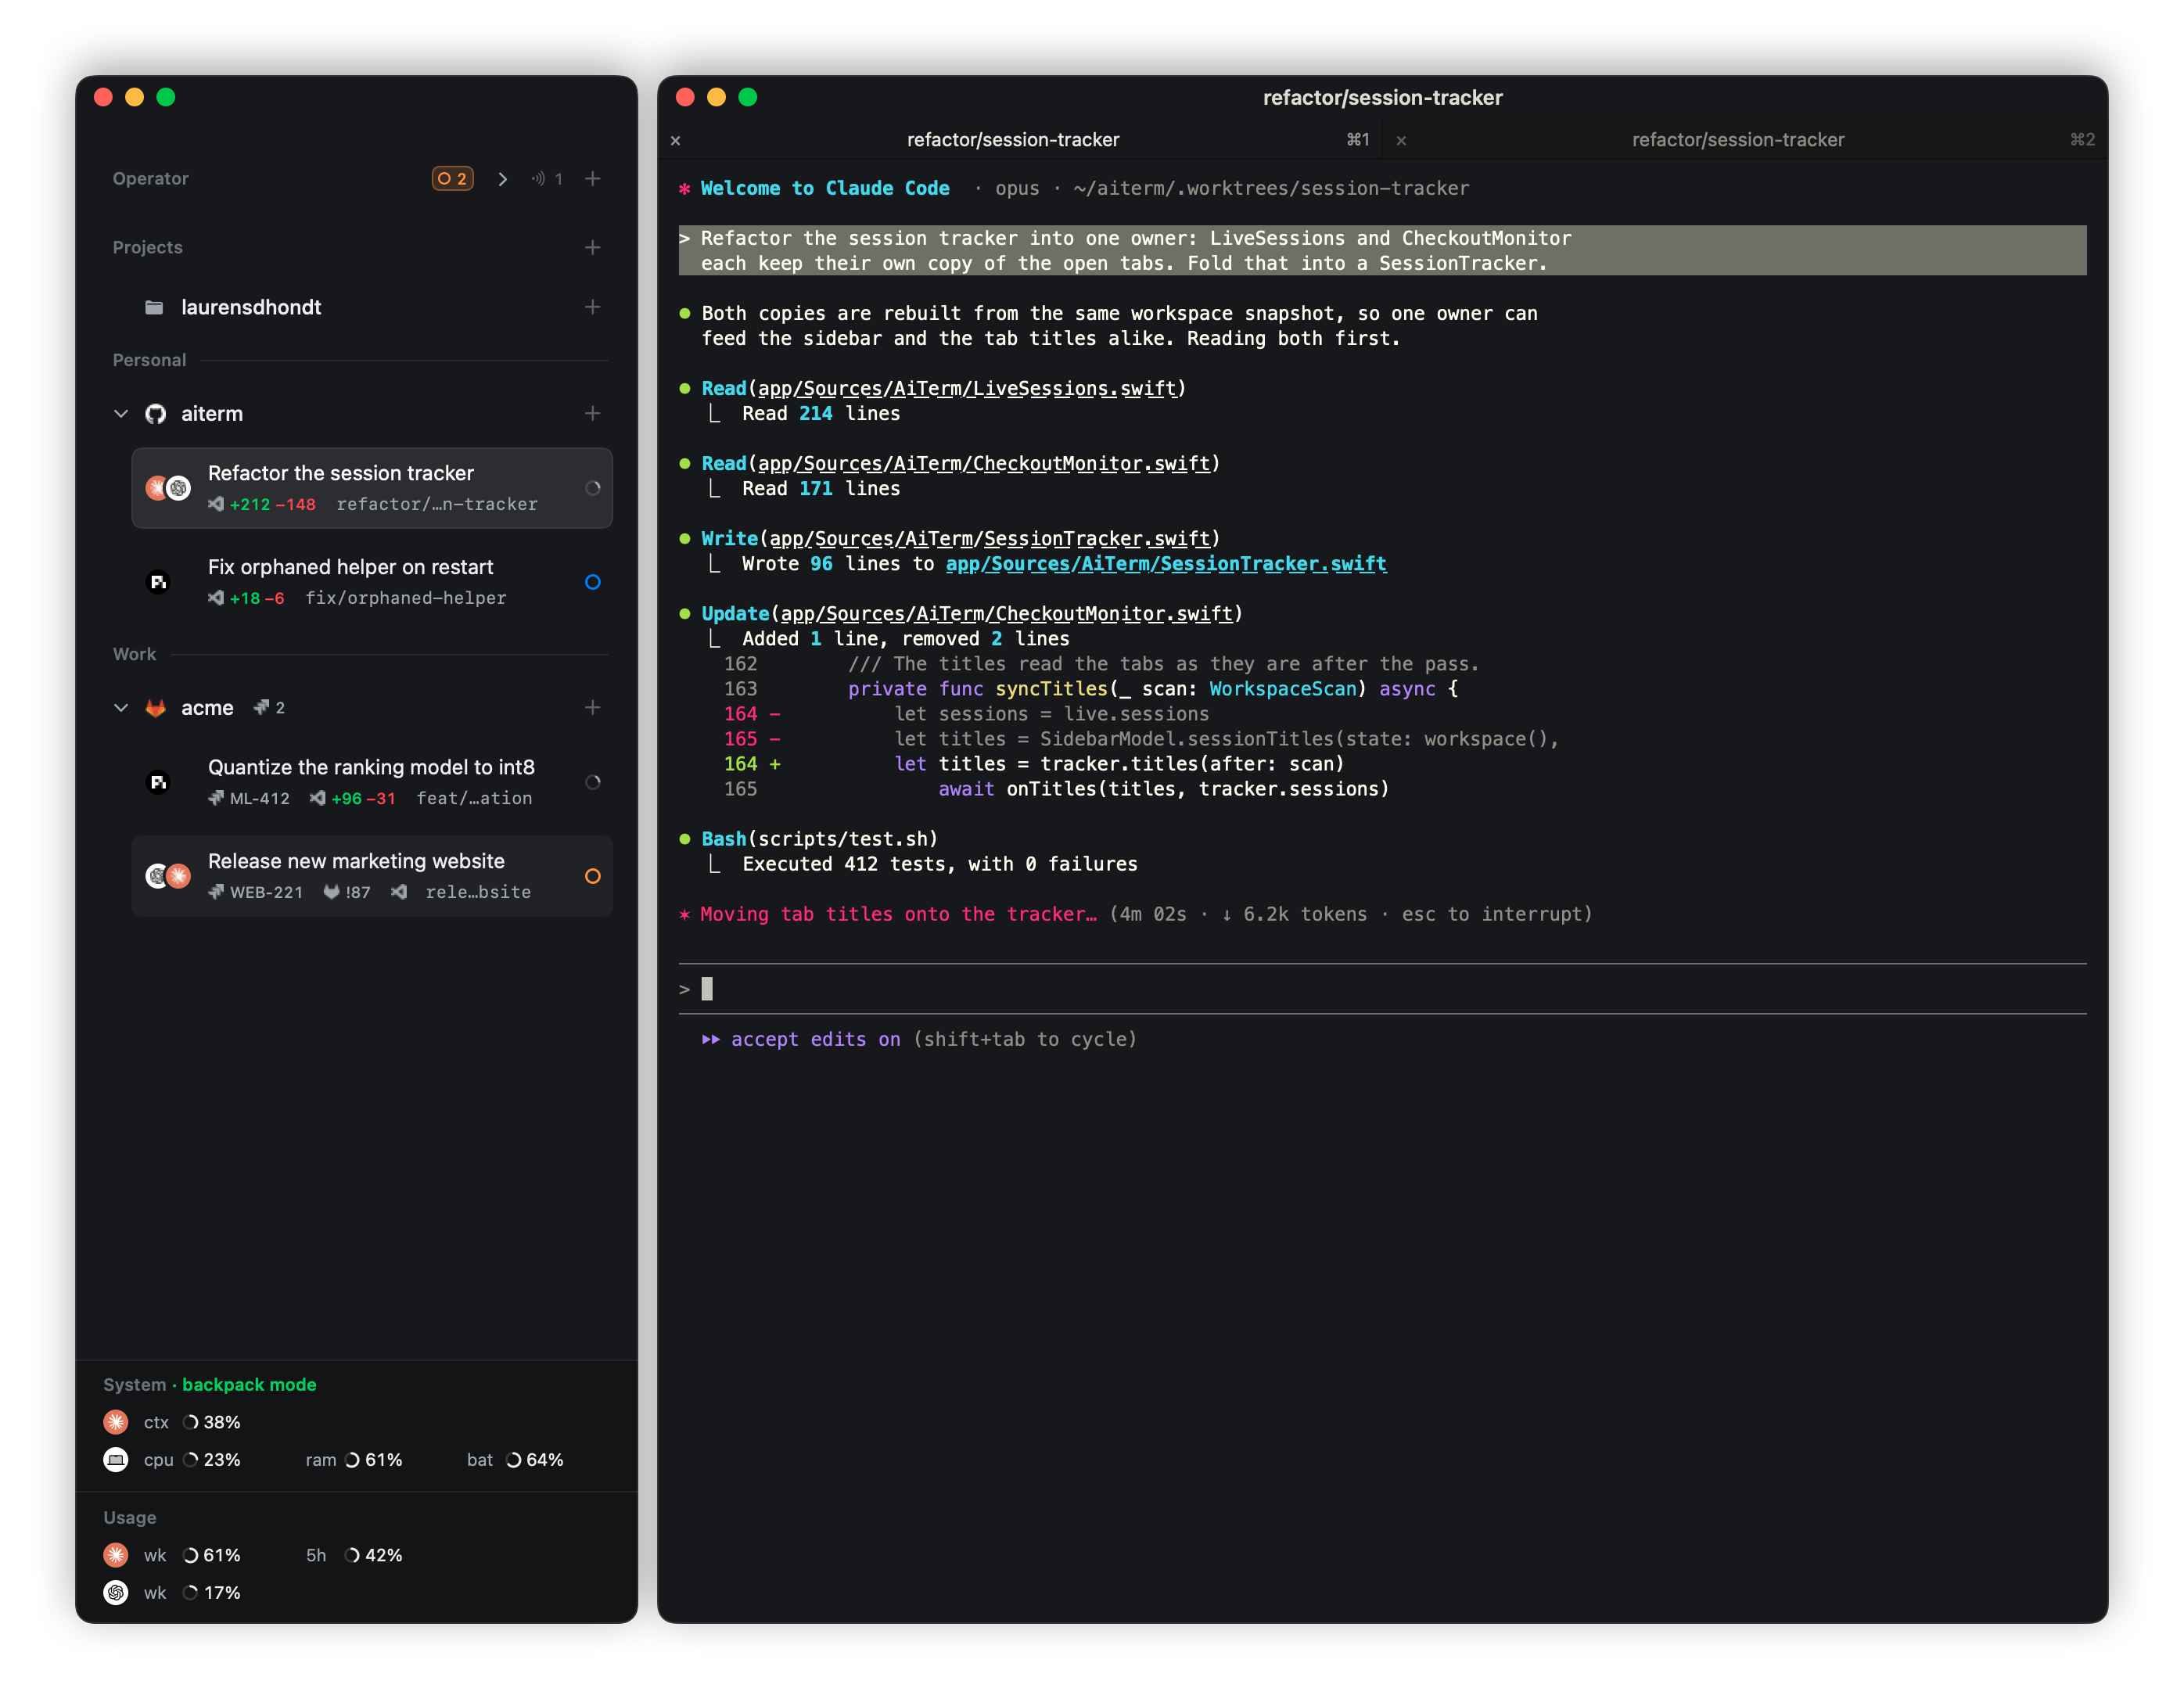 Operator 2 1
Projects
laurensdhondt
Personal
aiterm
Refactor the session tracker
+212 −148 refactor/…n-tracker
Fix orphaned helper on restart
+18 −6 fix/orphaned-helper
Work
acme 2
Quantize the ranking model to int8
ML-412 +96 −31 feat/…ation
Release new marketing website
WEB-221 !87 rele…bsite
System · backpack mode
ctx 38%
cpu 23% ram 61% bat 64%
Usage
wk 61% 5h 42%
wk 17%
refactor/session-tracker
× refactor/session-tracker ⌘1 × refactor/session-tracker ⌘2
✻ Welcome to Claude Code · opus · ~/aiterm/.worktrees/session-tracker
> Refactor the session tracker into one owner: LiveSessions and CheckoutMonitor
each keep their own copy of the open tabs. Fold that into a SessionTracker.
● Both copies are rebuilt from the same workspace snapshot, so one owner can
feed the sidebar and the tab titles alike. Reading both first.
● Read(app/Sources/AiTerm/LiveSessions.swift)
⎿ Read 214 lines
● Read(app/Sources/AiTerm/CheckoutMonitor.swift)
⎿ Read 171 lines
● Write(app/Sources/AiTerm/SessionTracker.swift)
⎿ Wrote 96 lines to app/Sources/AiTerm/SessionTracker.swift
● Update(app/Sources/AiTerm/CheckoutMonitor.swift)
⎿ Added 1 line, removed 2 lines
162 /// The titles read the tabs as they are after the pass.
163 private func syncTitles(_ scan: WorkspaceScan) async {
164 − let sessions = live.sessions
165 − let titles = SidebarModel.sessionTitles(state: workspace(),
164 + let titles = tracker.titles(after: scan)
165 await onTitles(titles, tracker.sessions)
● Bash(scripts/test.sh)
⎿ Executed 412 tests, with 0 failures
✶ Moving tab titles onto the tracker… (4m 02s · ↓ 6.2k tokens · esc to interrupt)
>
⏵⏵ accept edits on (shift+tab to cycle)